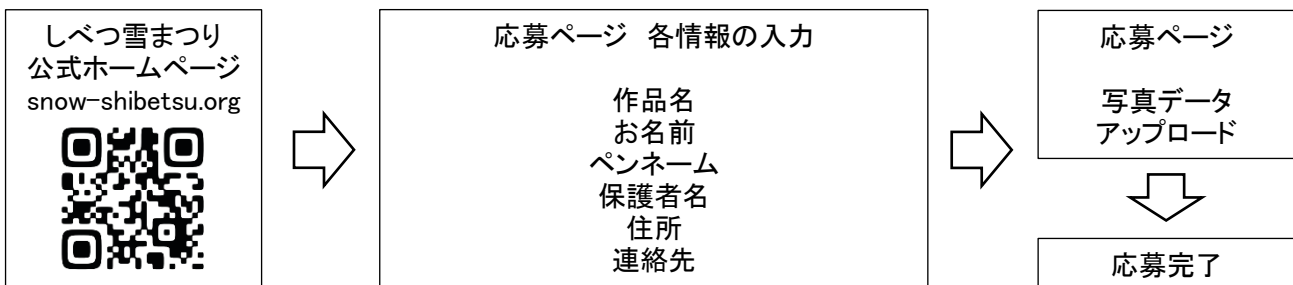 しべつ雪まつり
公式ホームページ
snow-shibetsu.org
応募ページ 各情報の入力
作品名
お名前
ペンネーム
保護者名
住所
連絡先
応募ページ
写真データ
アップロード
応募完了